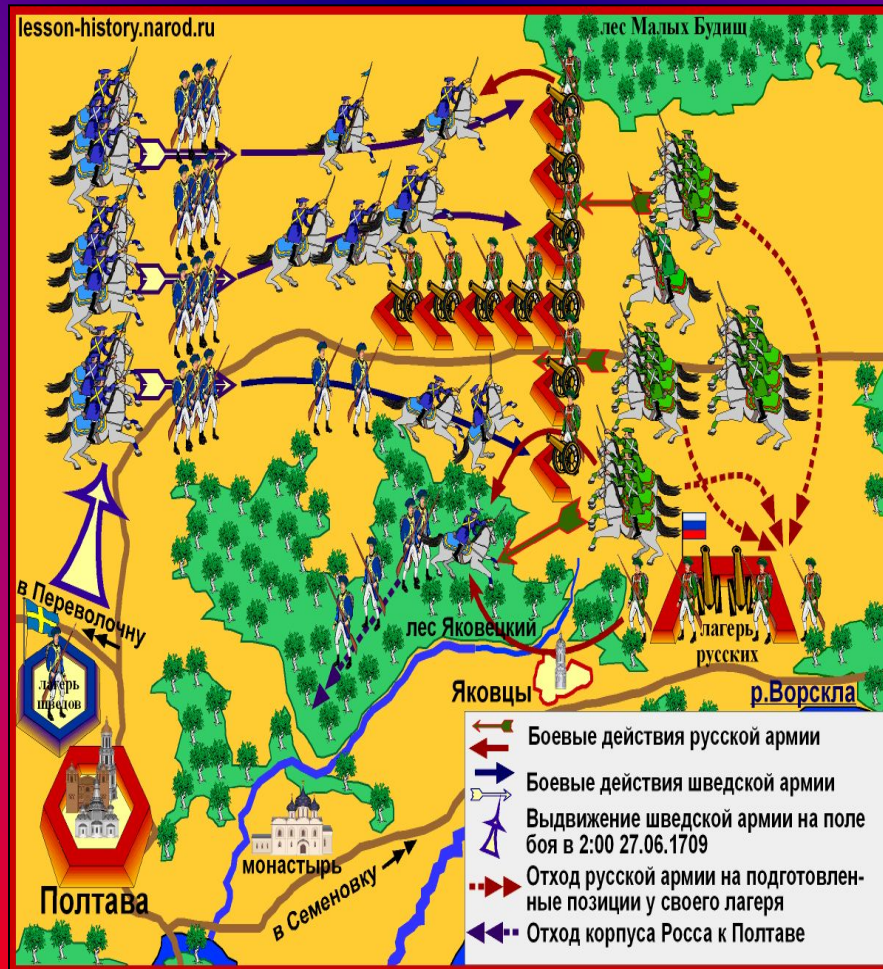 lesson-history.narod.ru
лес Малых Будищ
в Переволочну
лагерь
шведов
лес Яковецкий
лагерь
русских
Яковцы
р.Ворскла
Полтава
монастырь
в Семеновку
Боевые действия русской армии
Боевые действия шведской армии
Выдвижение шведской армии на поле
боя в 2:00 27.06.1709
Отход русской армии на подготовлен-
ные позиции у своего лагеря
Отход корпуса Росса к Полтаве